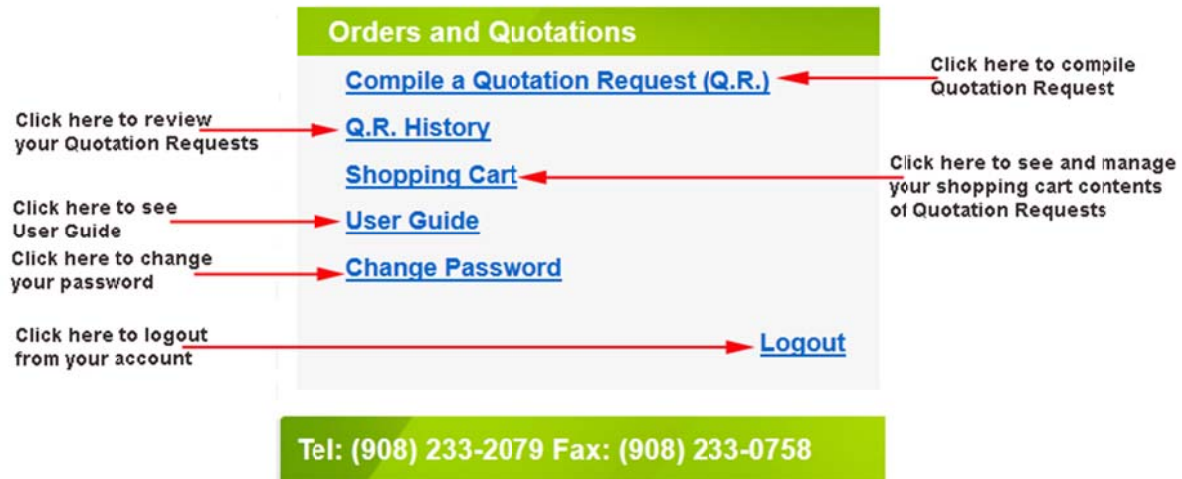 Orders and Quotations
Compile a Quotation Request (Q.R.)
Click here to compile
Quotation Request
Click here to review
your Quotation Requests
Q.R. History
Shopping Cart
Click here to see and manage
your shopping cart contents
of Quotation Requests
Click here to see
User Guide
User Guide
Click here to change
your password
Change Password
Click here to logout
from your account
Logout
Tel: (908) 233-2079 Fax: (908) 233-0758